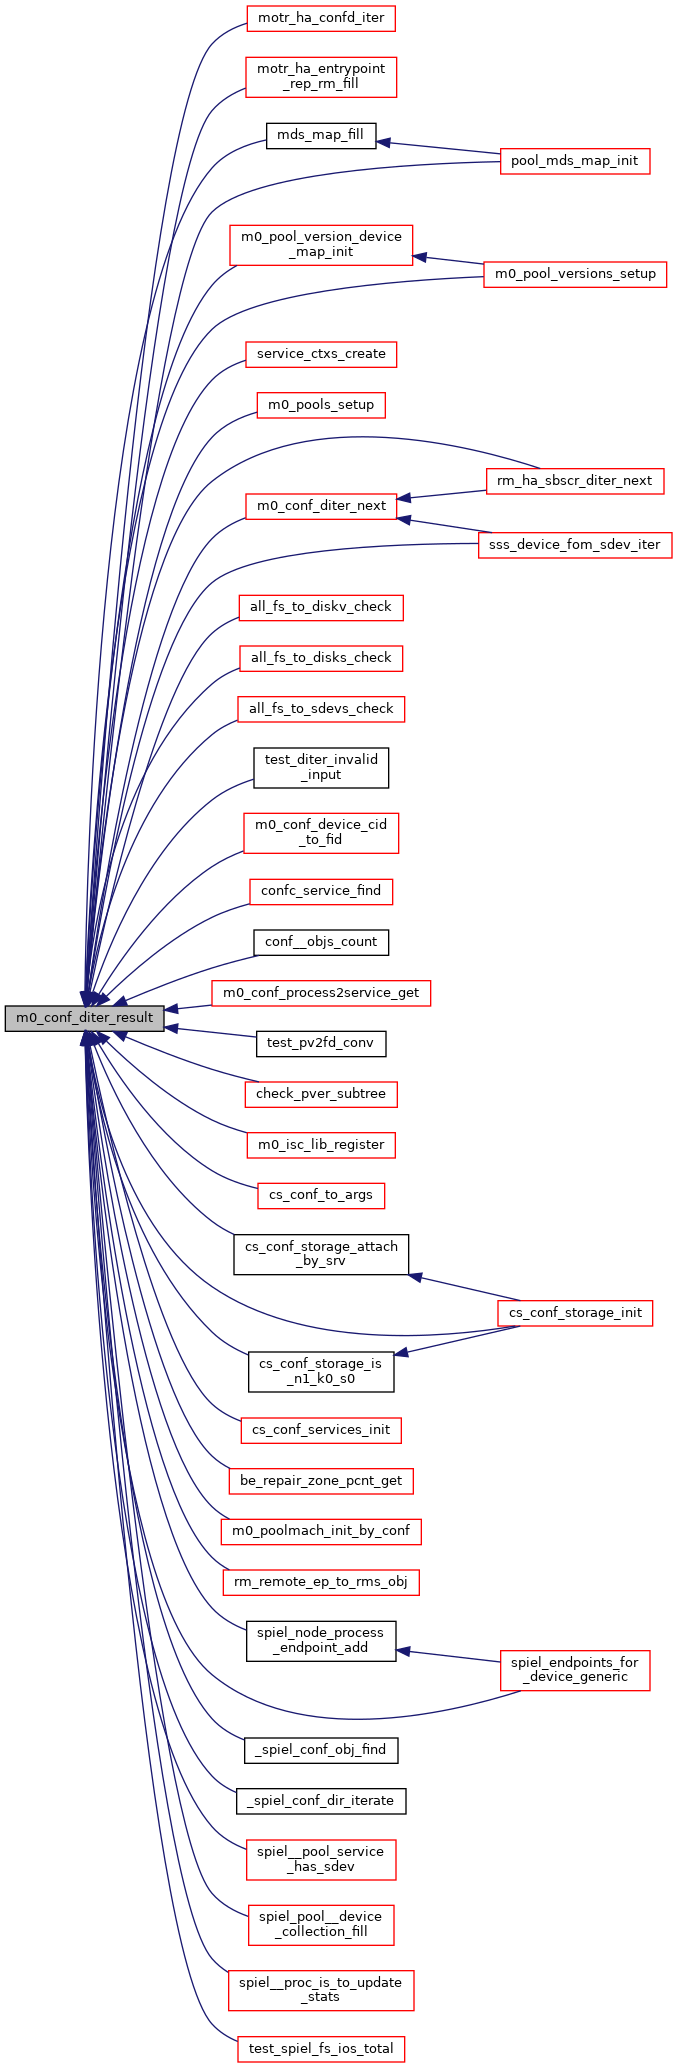 motr_ha_confd_iter
motr_ha_entrypoint
_rep_rm_fill
mds_map_fill
pool_mds_map_init
m0_pool_version_device
_map_init
m0_pool_versions_setup
service_ctxs_create
m0_pools_setup
rm_ha_sbscr_diter_next
m0_conf_diter_next
sss_device_fom_sdev_iter
all_fs_to_diskv_check
all_fs_to_disks_check
all_fs_to_sdevs_check
test_diter_invalid
_input
m0_conf_device_cid
_to_fid
confc_service_find
conf__objs_count
m0_conf_process2service_get
m0_conf_diter_result
test_pv2fd_conv
check_pver_subtree
m0_isc_lib_register
cs_conf_to_args
cs_conf_storage_attach
_by_srv
cs_conf_storage_init
cs_conf_storage_is
_n1_k0_s0
cs_conf_services_init
be_repair_zone_pcnt_get
m0_poolmach_init_by_conf
rm_remote_ep_to_rms_obj
spiel_node_process
_endpoint_add
spiel_endpoints_for
_device_generic
_spiel_conf_obj_find
_spiel_conf_dir_iterate
spiel__pool_service
_has_sdev
spiel_pool__device
_collection_fill
spiel__proc_is_to_update
_stats
test_spiel_fs_ios_total